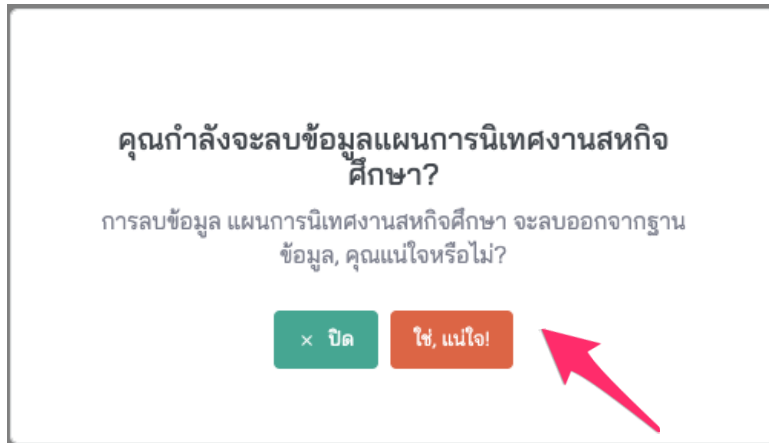 คุณกำลังจะลบข้อมูลแผนการนิเทศงานสหกิจ
ศึกษา?
การลบข้อมูล แผนการนิเทศงานสหกิจศึกษา จะลบออกจากฐาน
ข้อมูล, คุณแน่ใจหรือไม่?
× ปิด
ใช่, แน่ใจ!